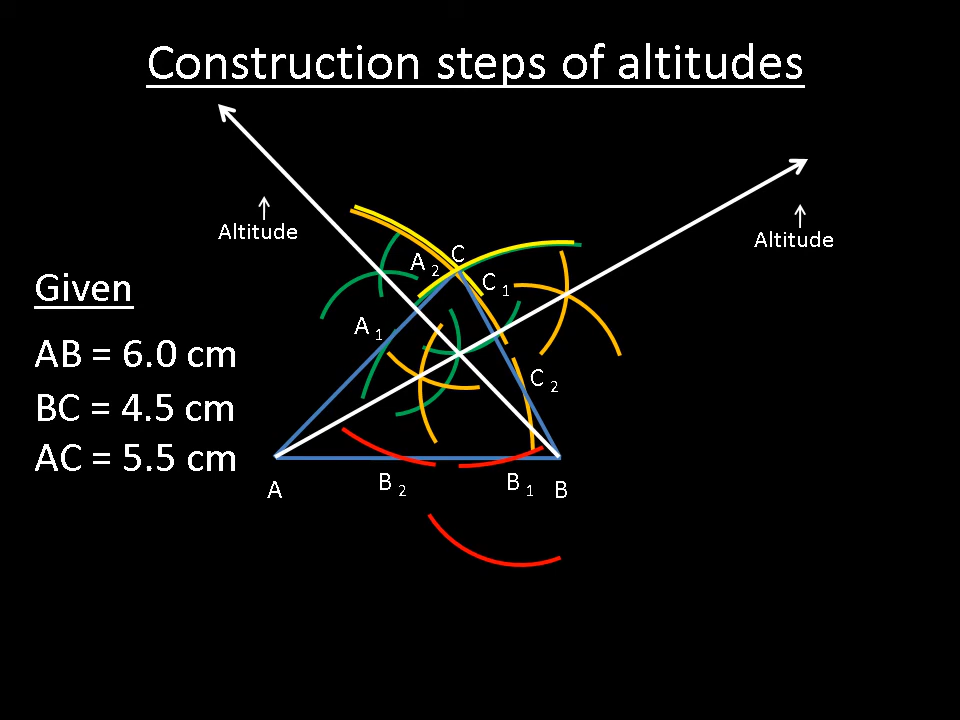 Construction steps of altitudes
Altitude
Altitude
A 2
C
C 1
Given
A 1
AB = 6.0 cm
C 2
BC = 4.5 cm
AC = 5.5 cm
A
B 2
B 1
B